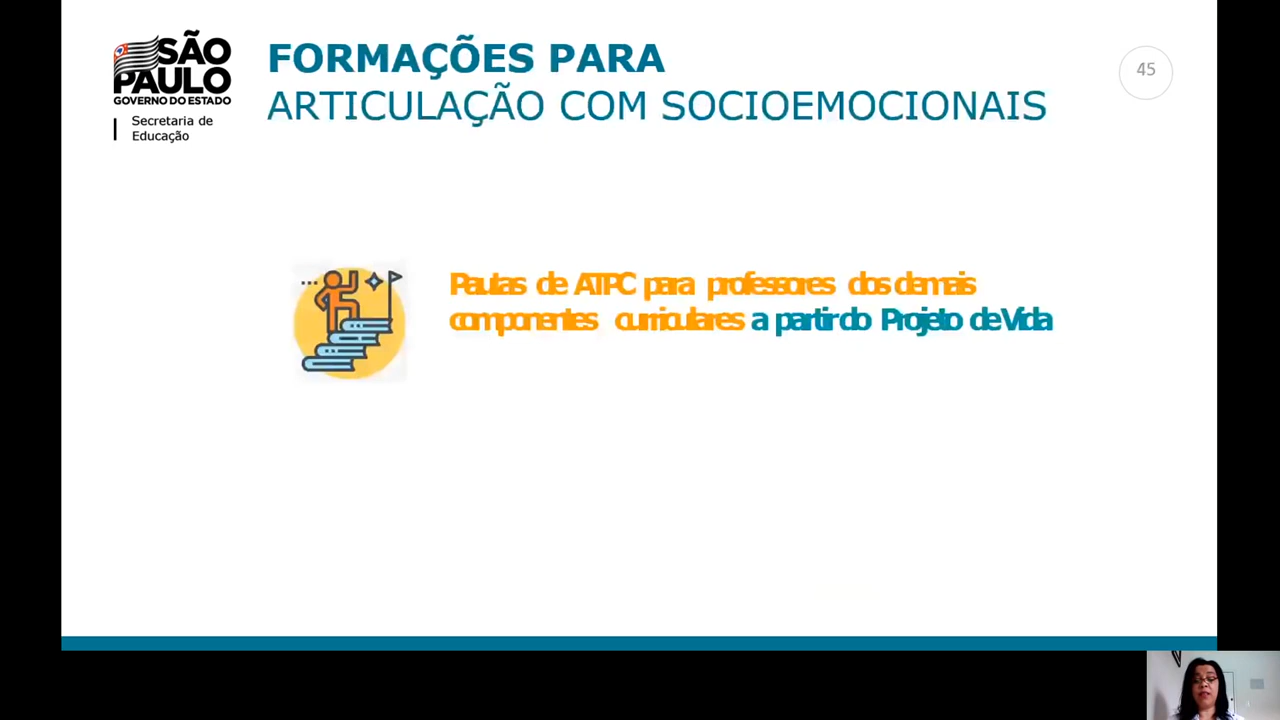 SÃO
PAULO
GOVERNO DO ESTADO
Secretaria de
Educação
FORMAÇÕES PARA
ARTICULAÇÃO COM SOCIOEMOCIONAIS
45
Pautas de ATPC para professores dos demais
componentes curriculares a partir do Projeto de Vida